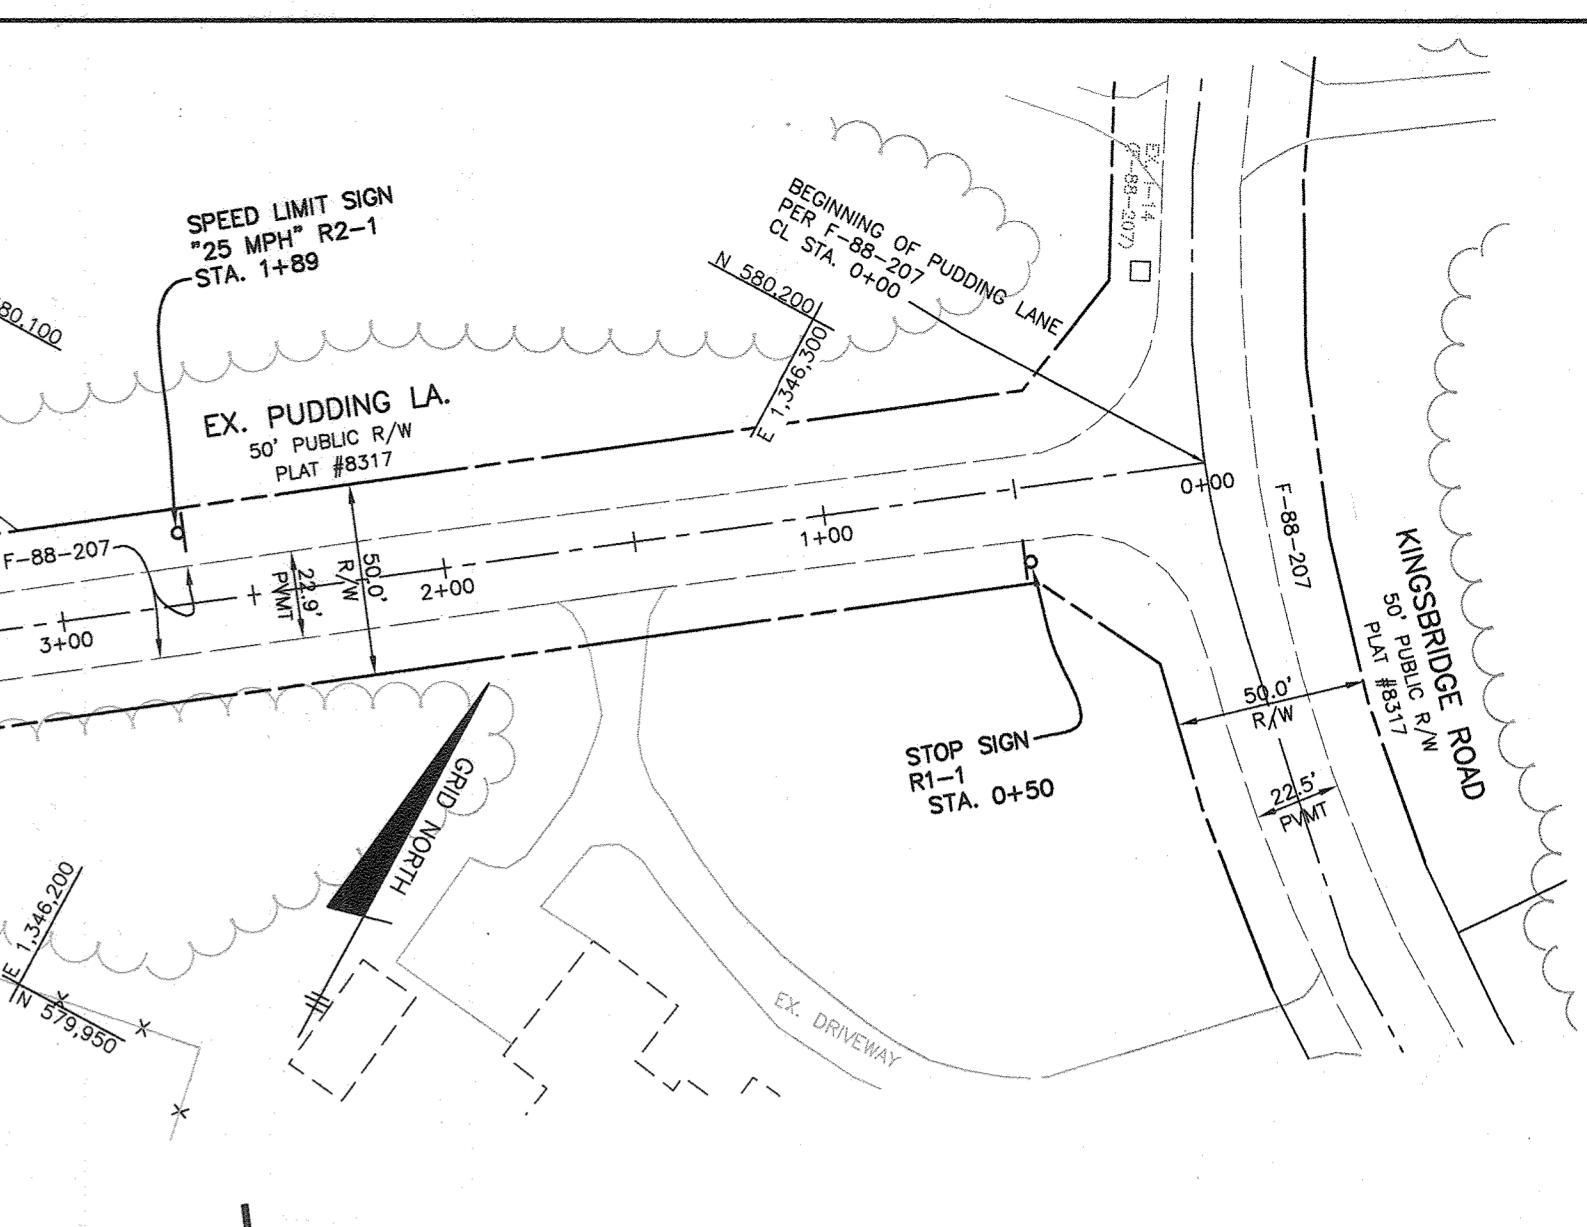 SPEED LIMIT SIGN
"25 MPH" R2-1
STA. 1+89
BEGINNING OF PUDDING LANE
PER F-88-207
CL STA. 0+00
EX. I-14
(F-88-207)
N 580,200
E 1,346,300
80,100
EX. PUDDING LA.
50' PUBLIC R/W
PLAT #8317
F-88-207
3+00
22.9'
PVMT
50.0'
R/W
2+00
1+00
0+00
F-88-207
KINGSBRIDGE ROAD
50' PUBLIC R/W
PLAT #8317
50.0'
R/W
22.5'
PVMT
STOP SIGN
R1-1
STA. 0+50
GRID NORTH
E 1,346,200
N 579,950
EX. DRIVEWAY